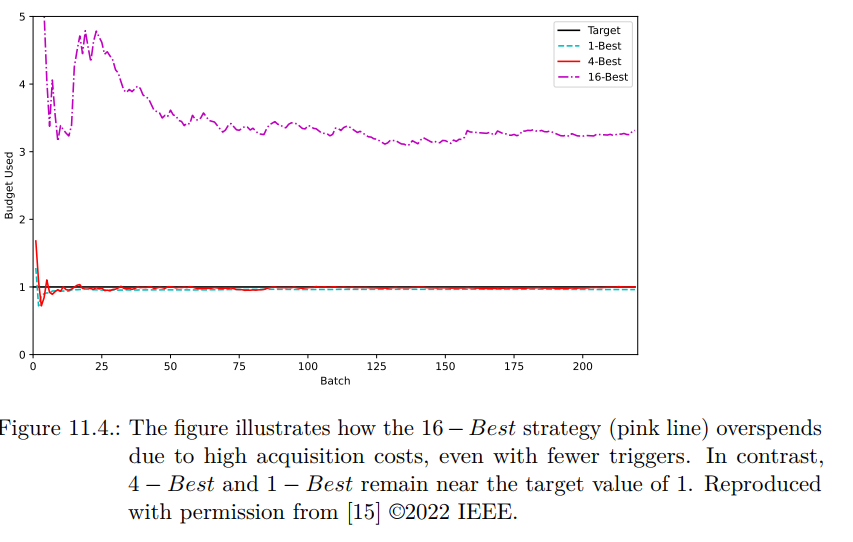 5
4
3
2
1
0
Budget Used
0 25 50 75 100 125 150 175 200
Batch
Target
1-Best
4-Best
16-Best
Figure 11.4.: The figure illustrates how the 16 − Best strategy (pink line) overspends
due to high acquisition costs, even with fewer triggers. In contrast,
4 − Best and 1 − Best remain near the target value of 1. Reproduced
with permission from [15] ©2022 IEEE.